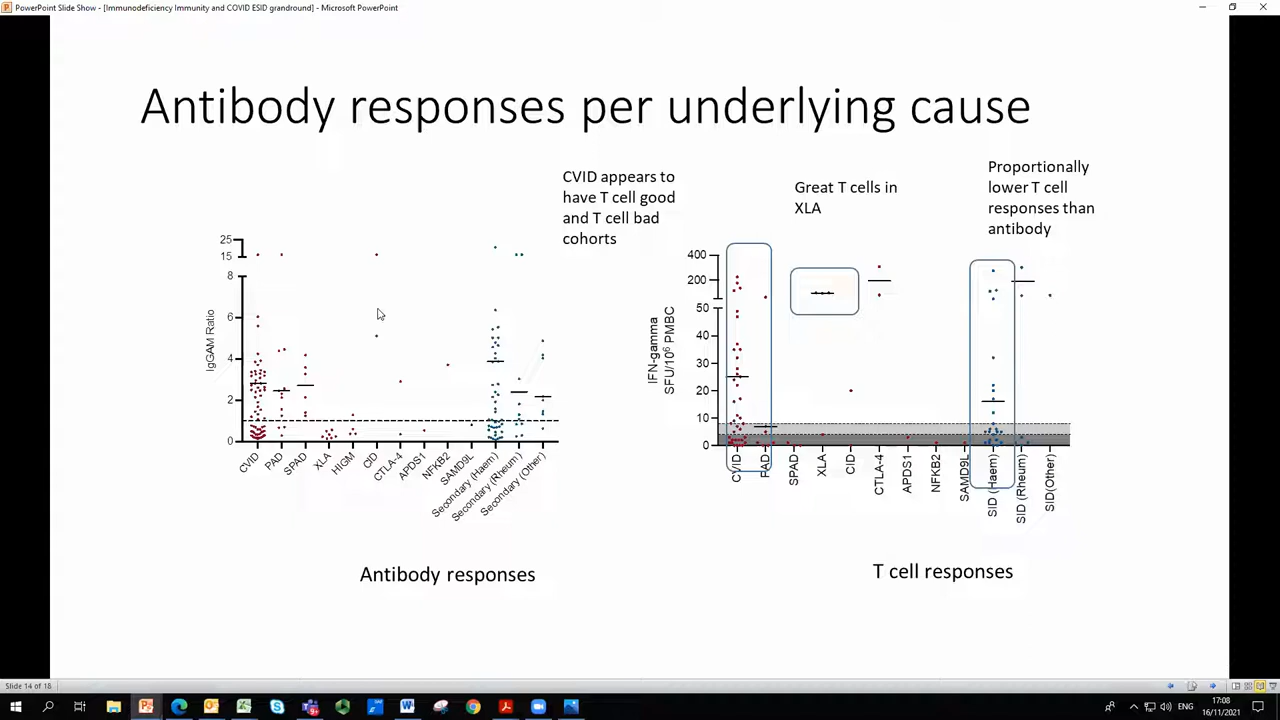 PowerPoint Slide Show - [Immunodeficiency Immunity and COVID ESID grandround] - Microsoft PowerPoint
Antibody responses per underlying cause
CVID appears to
have T cell good
and T cell bad
cohorts
Great T cells in
XLA
Proportionally
lower T cell
responses than
antibody
IgGAM Ratio
25
15
8
6
4
2
0
CVID
PAD
SPAD
XLA
HIGM
CID
CTLA-4
APDS1
NFKB2
SAMD9L
Secondary (Haem)
Secondary (Rheum)
Secondary (Other)
Antibody responses
IFN-gamma
SFU/10⁶ PMBC
400
200
50
40
30
20
10
0
CVID
PAD
SPAD
XLA
CID
CTLA-4
APDS1
NFKB2
SAMD9L
SID (Haem)
SID (Rheum)
SID(Other)
T cell responses
Slide 14 of 18
ENG
17:08
16/11/2021